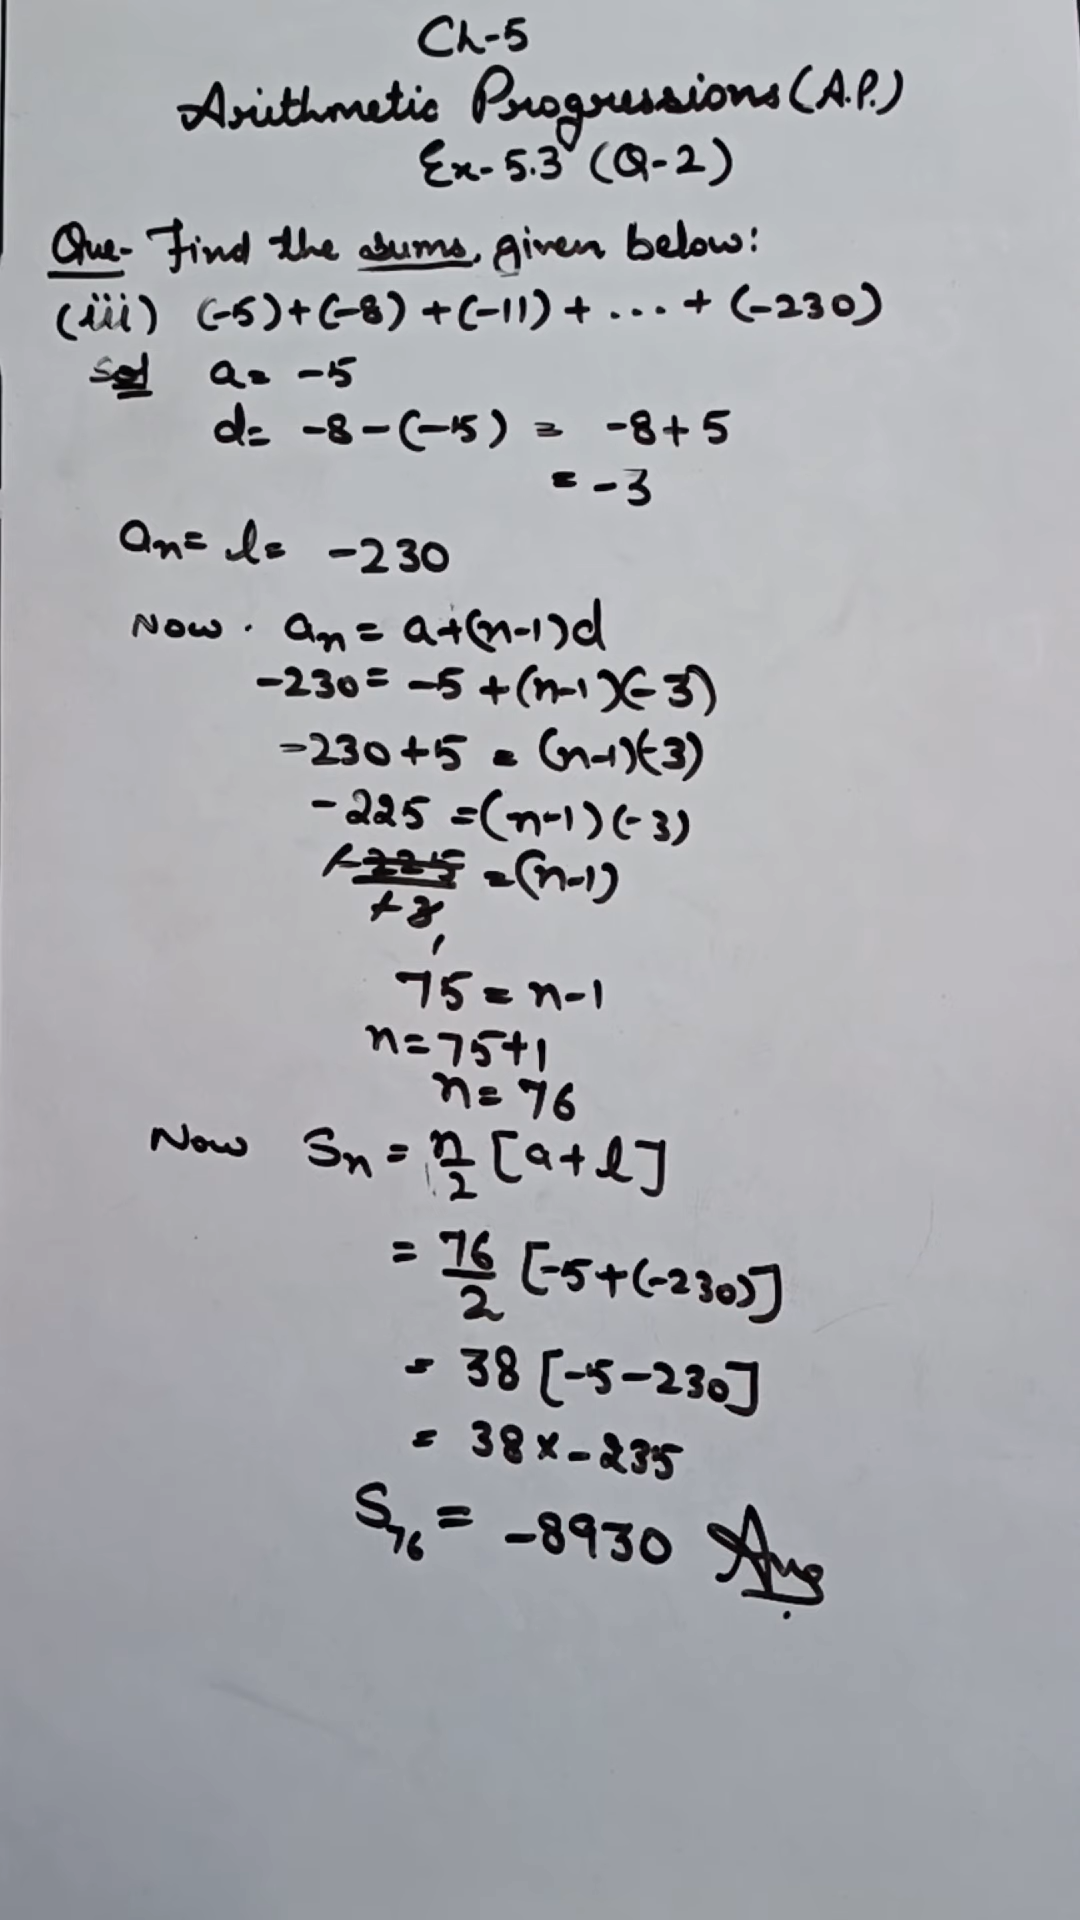 Ch-5
Arithmetic Progressions (A.P.)
Ex-5.3 (Q-2)
Que- Find the sums, given below:
(iii) (-5)+(-8)+(-11)+...+(-230)
Sol a= -5
d= -8-(-5) = -8+5
= -3
an= l= -230
Now. an= a+(n-1)d
-230= -5+(n-1)(-3)
-230+5 = (n-1)(-3)
-225 =(n-1)(-3)
-225/-3 =(n-1)
75=n-1
n=75+1
n= 76
Now Sn= n/2 [a+l]
= 76/2 [-5+(-230)]
= 38 [-5-230]
= 38x-235
S76 = -8930 Ans.